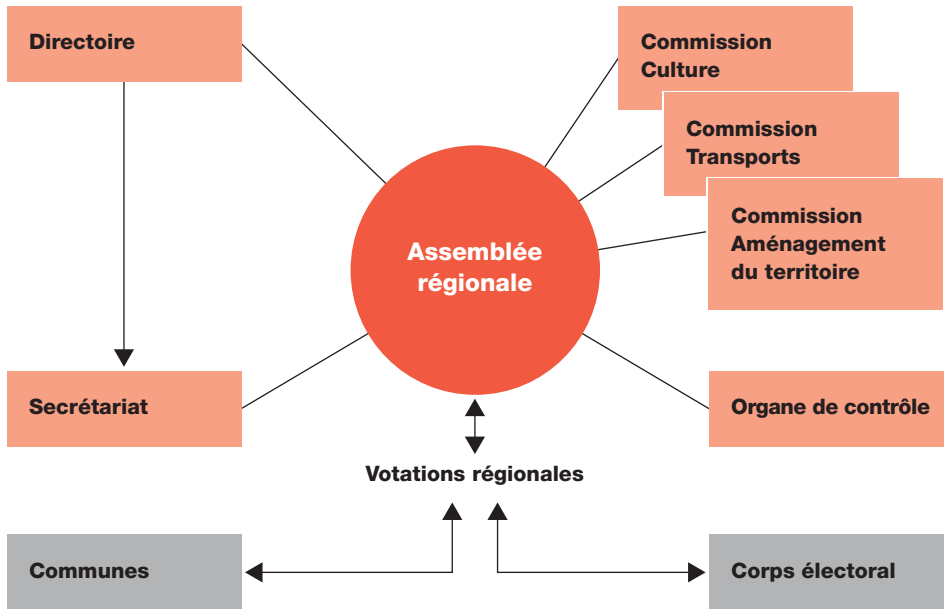 Directoire
Commission
Culture
Commission
Transports
Commission
Aménagement
du territoire
Assemblée
régionale
Secrétariat
Organe de contrôle
Votations régionales
Communes
Corps électoral